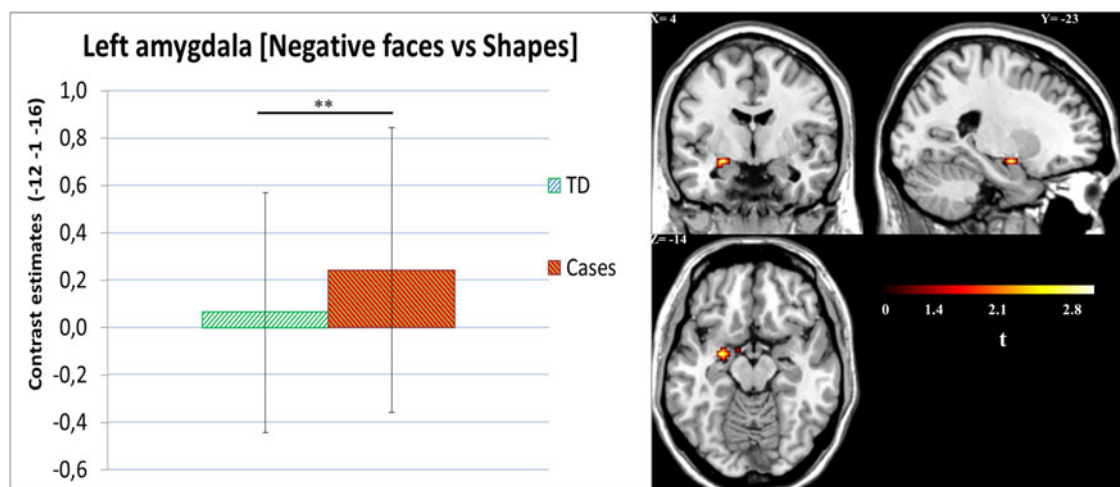 Left amygdala [Negative faces vs Shapes]
Contrast estimates (-12 -1 -16)
1,0
0,8
0,6
0,4
0,2
0,0
-0,2
-0,4
-0,6
**
TD
Cases
X= 4
Y= -23
Z= -14
0 1.4 2.1 2.8
t